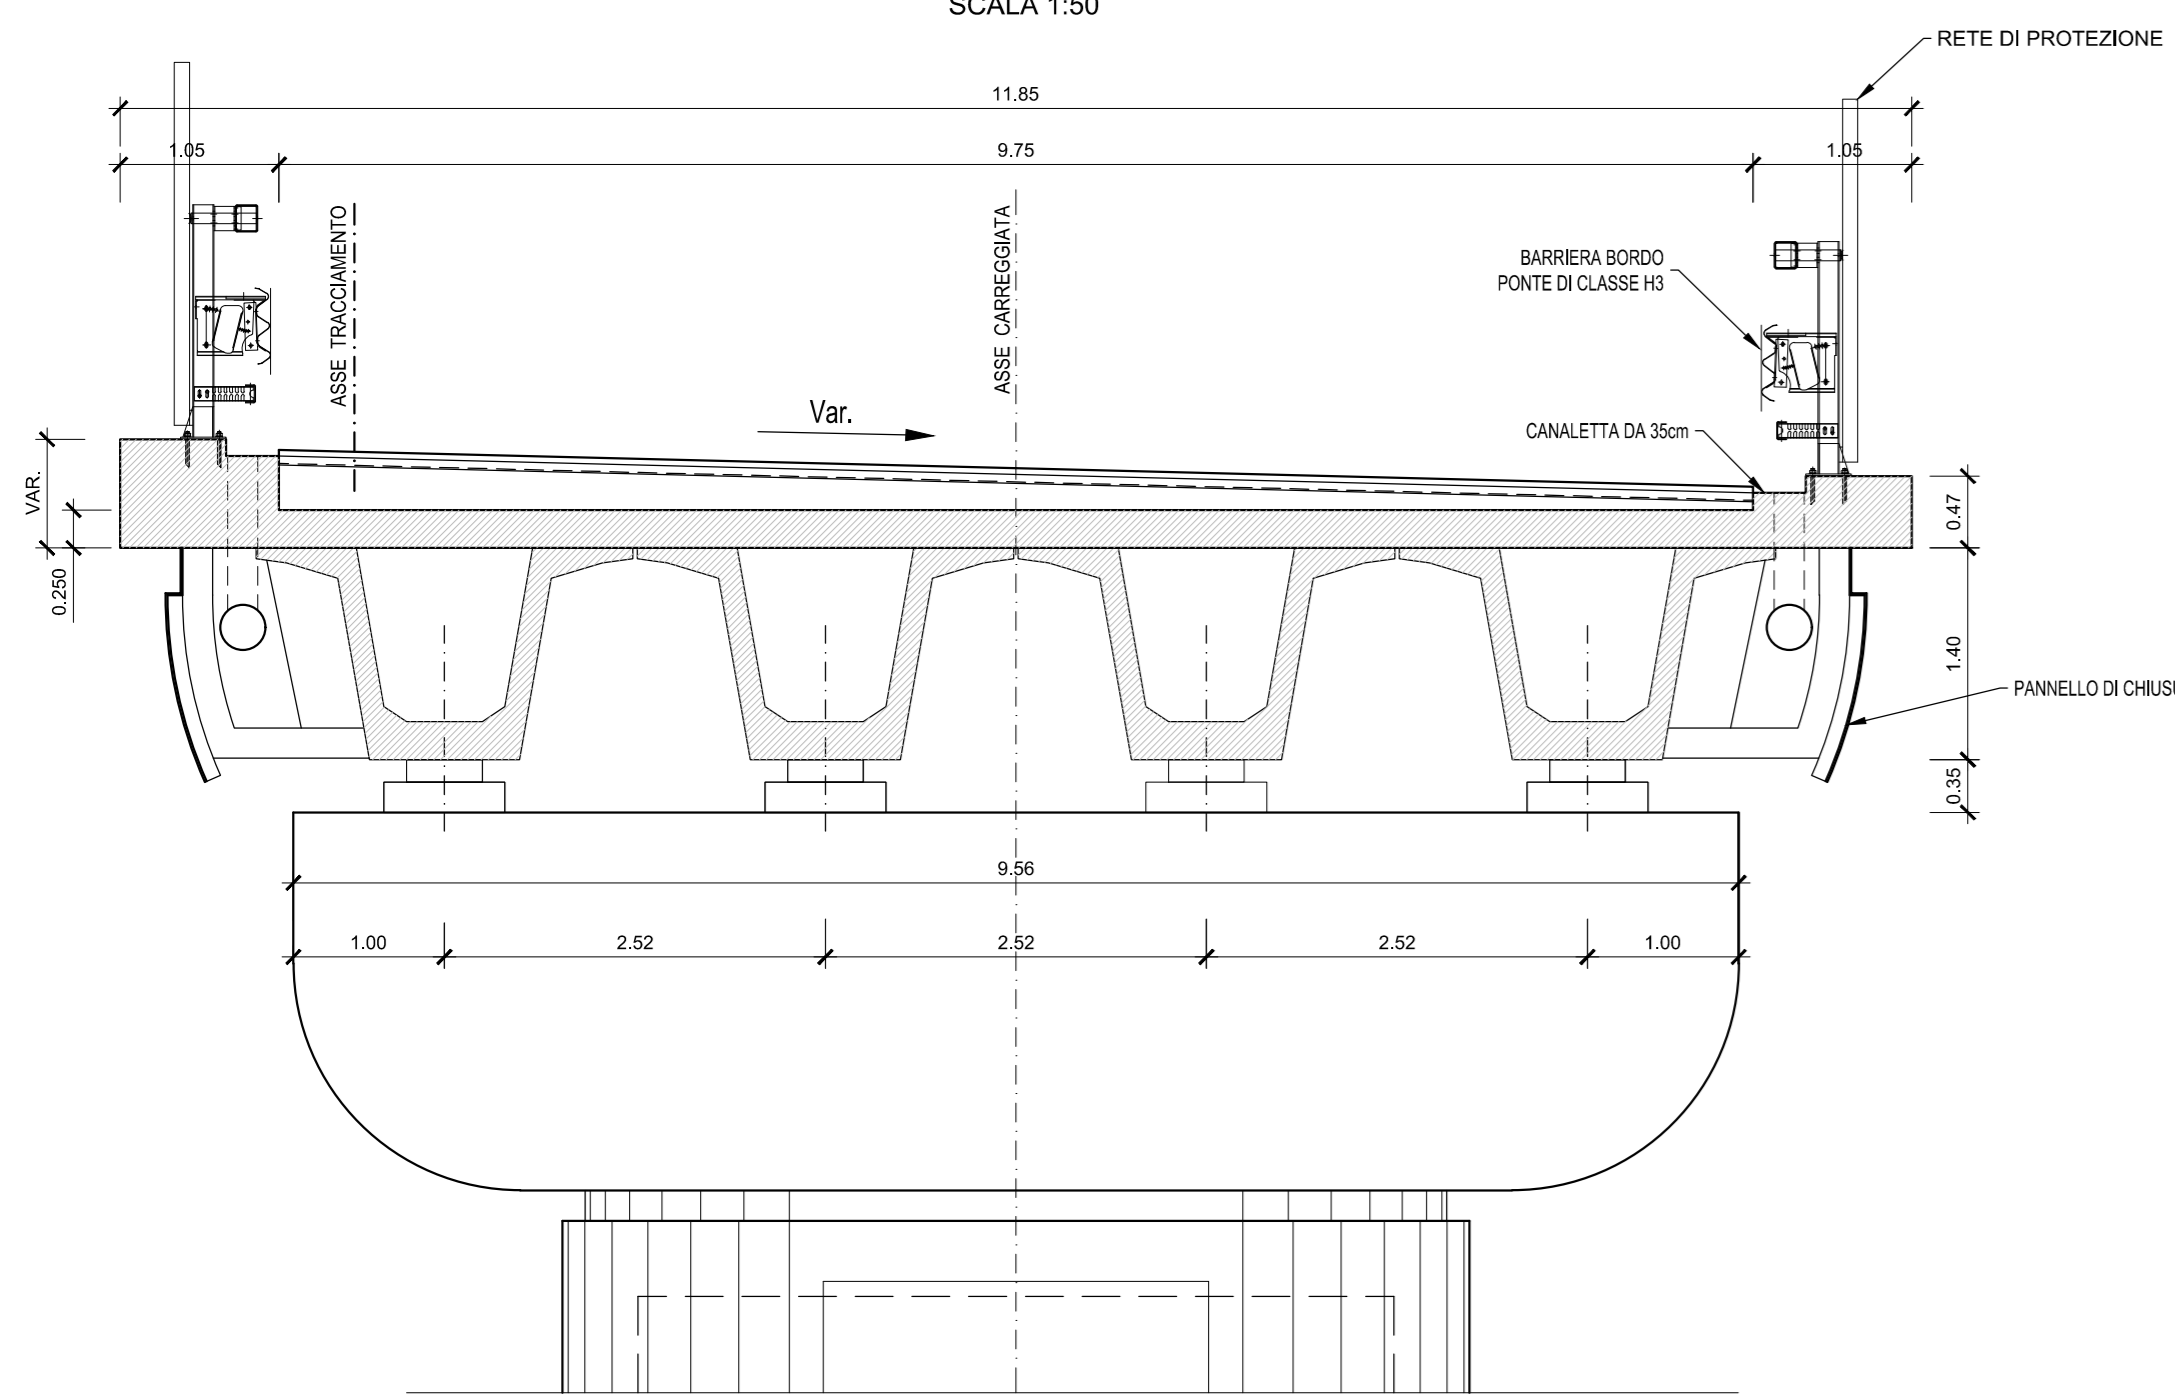 SCALA 1:50
RETE DI PROTEZIONE
11.85
1.05
9.75
1.05
ASSE TRACCIAMENTO
ASSE CARREGGIATA
BARRIERA BORDO
PONTE DI CLASSE H3
Var.
CANALETTA DA 35cm
VAR.
0.250
0.47
1.40
PANNELLO DI CHIUSU
0.35
9.56
1.00
2.52
2.52
2.52
1.00